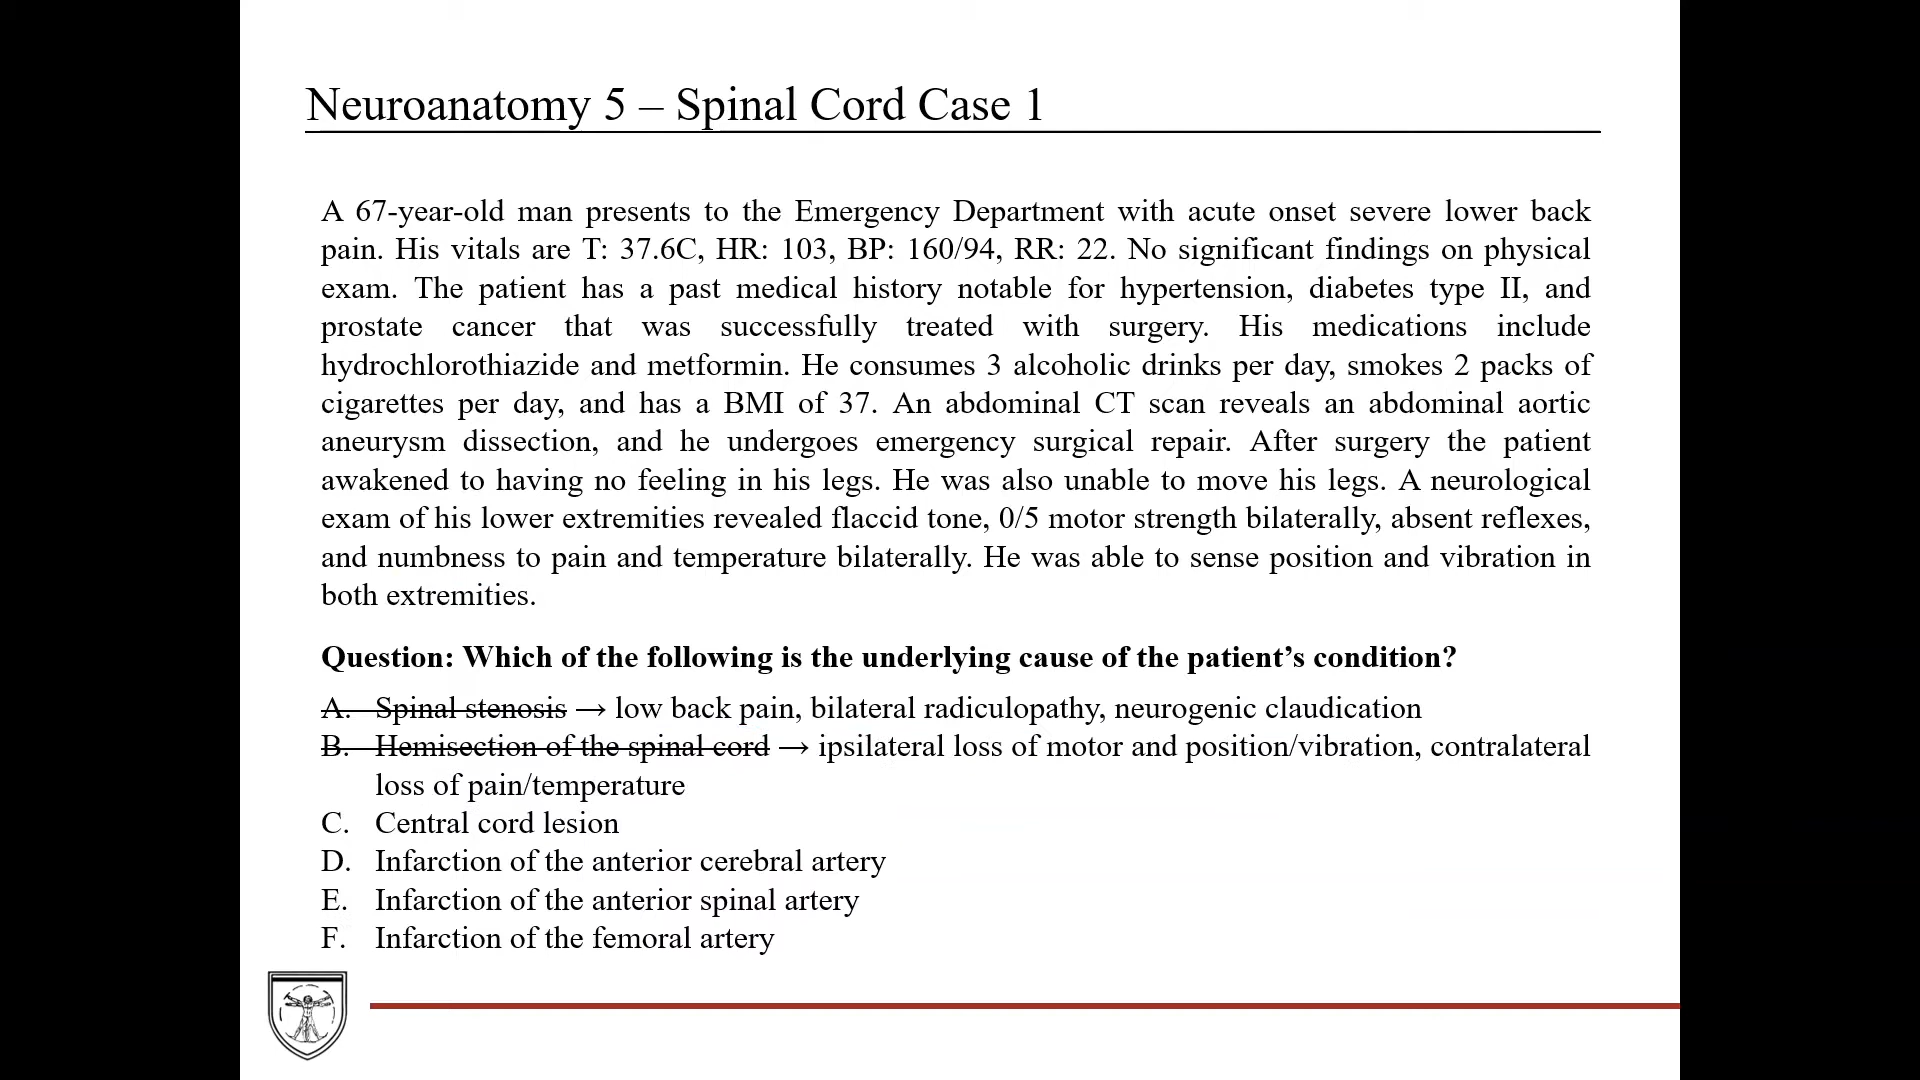 Neuroanatomy 5 – Spinal Cord Case 1
A 67-year-old man presents to the Emergency Department with acute onset severe lower back
pain. His vitals are T: 37.6C, HR: 103, BP: 160/94, RR: 22. No significant findings on physical
exam. The patient has a past medical history notable for hypertension, diabetes type II, and
prostate cancer that was successfully treated with surgery. His medications include
hydrochlorothiazide and metformin. He consumes 3 alcoholic drinks per day, smokes 2 packs of
cigarettes per day, and has a BMI of 37. An abdominal CT scan reveals an abdominal aortic
aneurysm dissection, and he undergoes emergency surgical repair. After surgery the patient
awakened to having no feeling in his legs. He was also unable to move his legs. A neurological
exam of his lower extremities revealed flaccid tone, 0/5 motor strength bilaterally, absent reflexes,
and numbness to pain and temperature bilaterally. He was able to sense position and vibration in
both extremities.
Question: Which of the following is the underlying cause of the patient’s condition?
A. Spinal stenosis → low back pain, bilateral radiculopathy, neurogenic claudication
B. Hemisection of the spinal cord → ipsilateral loss of motor and position/vibration, contralateral
loss of pain/temperature
C. Central cord lesion
D. Infarction of the anterior cerebral artery
E. Infarction of the anterior spinal artery
F. Infarction of the femoral artery